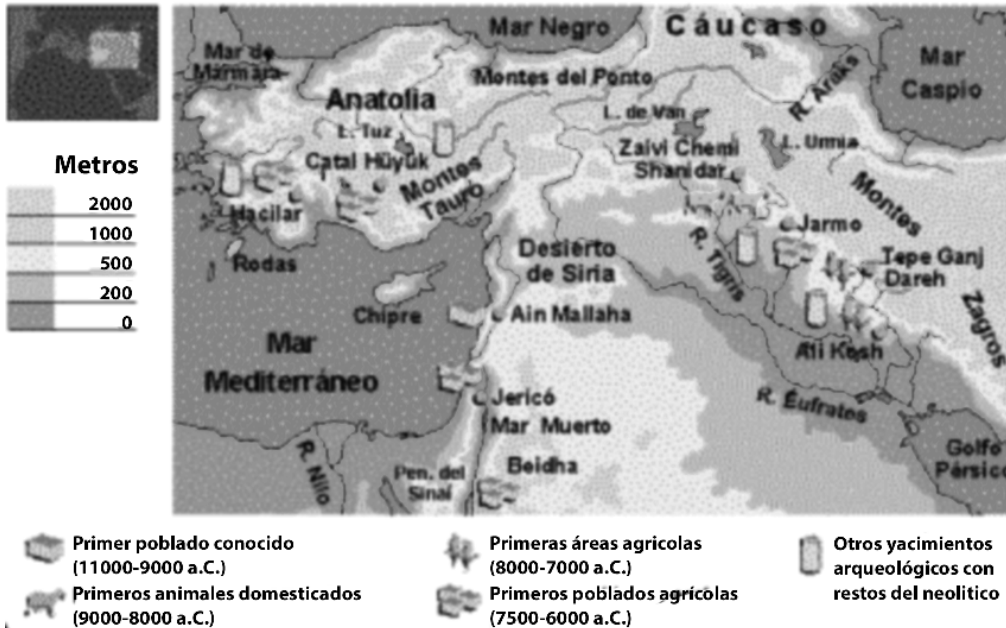 Mar Negro
Cáucaso
Mar de
Mármara
Mar
Caspio
Montes del Ponto
R. Araks
Anatolia
L. de Van
L. Tuz
Zaivi Chemi
Shanidar
L. Urmia
Metros
2000
1000
500
200
0
Catal Hüyük
Montes
Tauro
Montes
Zagros
Hacilar
Jarmo
Rodas
Desierto
de Siria
R. Tigris
Tepe Ganj
Dareh
Chipre
Ain Mallaha
Mar
Mediterráneo
Ali Kosh
Jericó
R. Éufrates
Mar Muerto
R. Nilo
Pen. del
Sinaí
Beidha
Golfo
Pérsico
Primer poblado conocido
(11000-9000 a.C.)
Primeros animales domesticados
(9000-8000 a.C.)
Primeras áreas agricolas
(8000-7000 a.C.)
Primeros poblados agrícolas
(7500-6000 a.C.)
Otros yacimientos
arqueológicos con
restos del neolitico